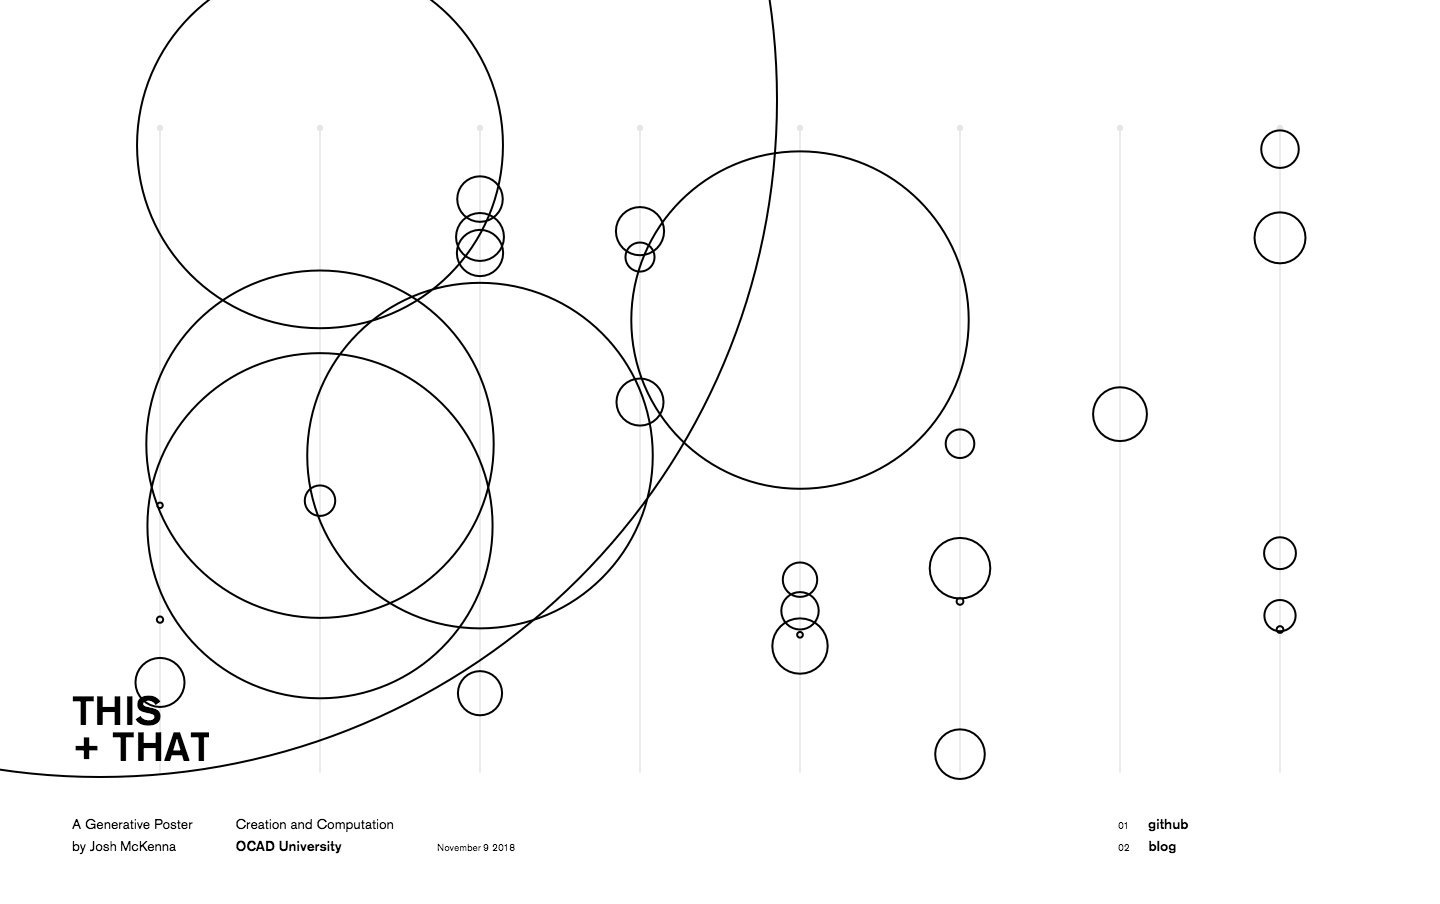 THIS
+ THAT
A Generative Poster
by Josh McKenna
Creation and Computation
OCAD University
November 9 2018
01 github
02 blog